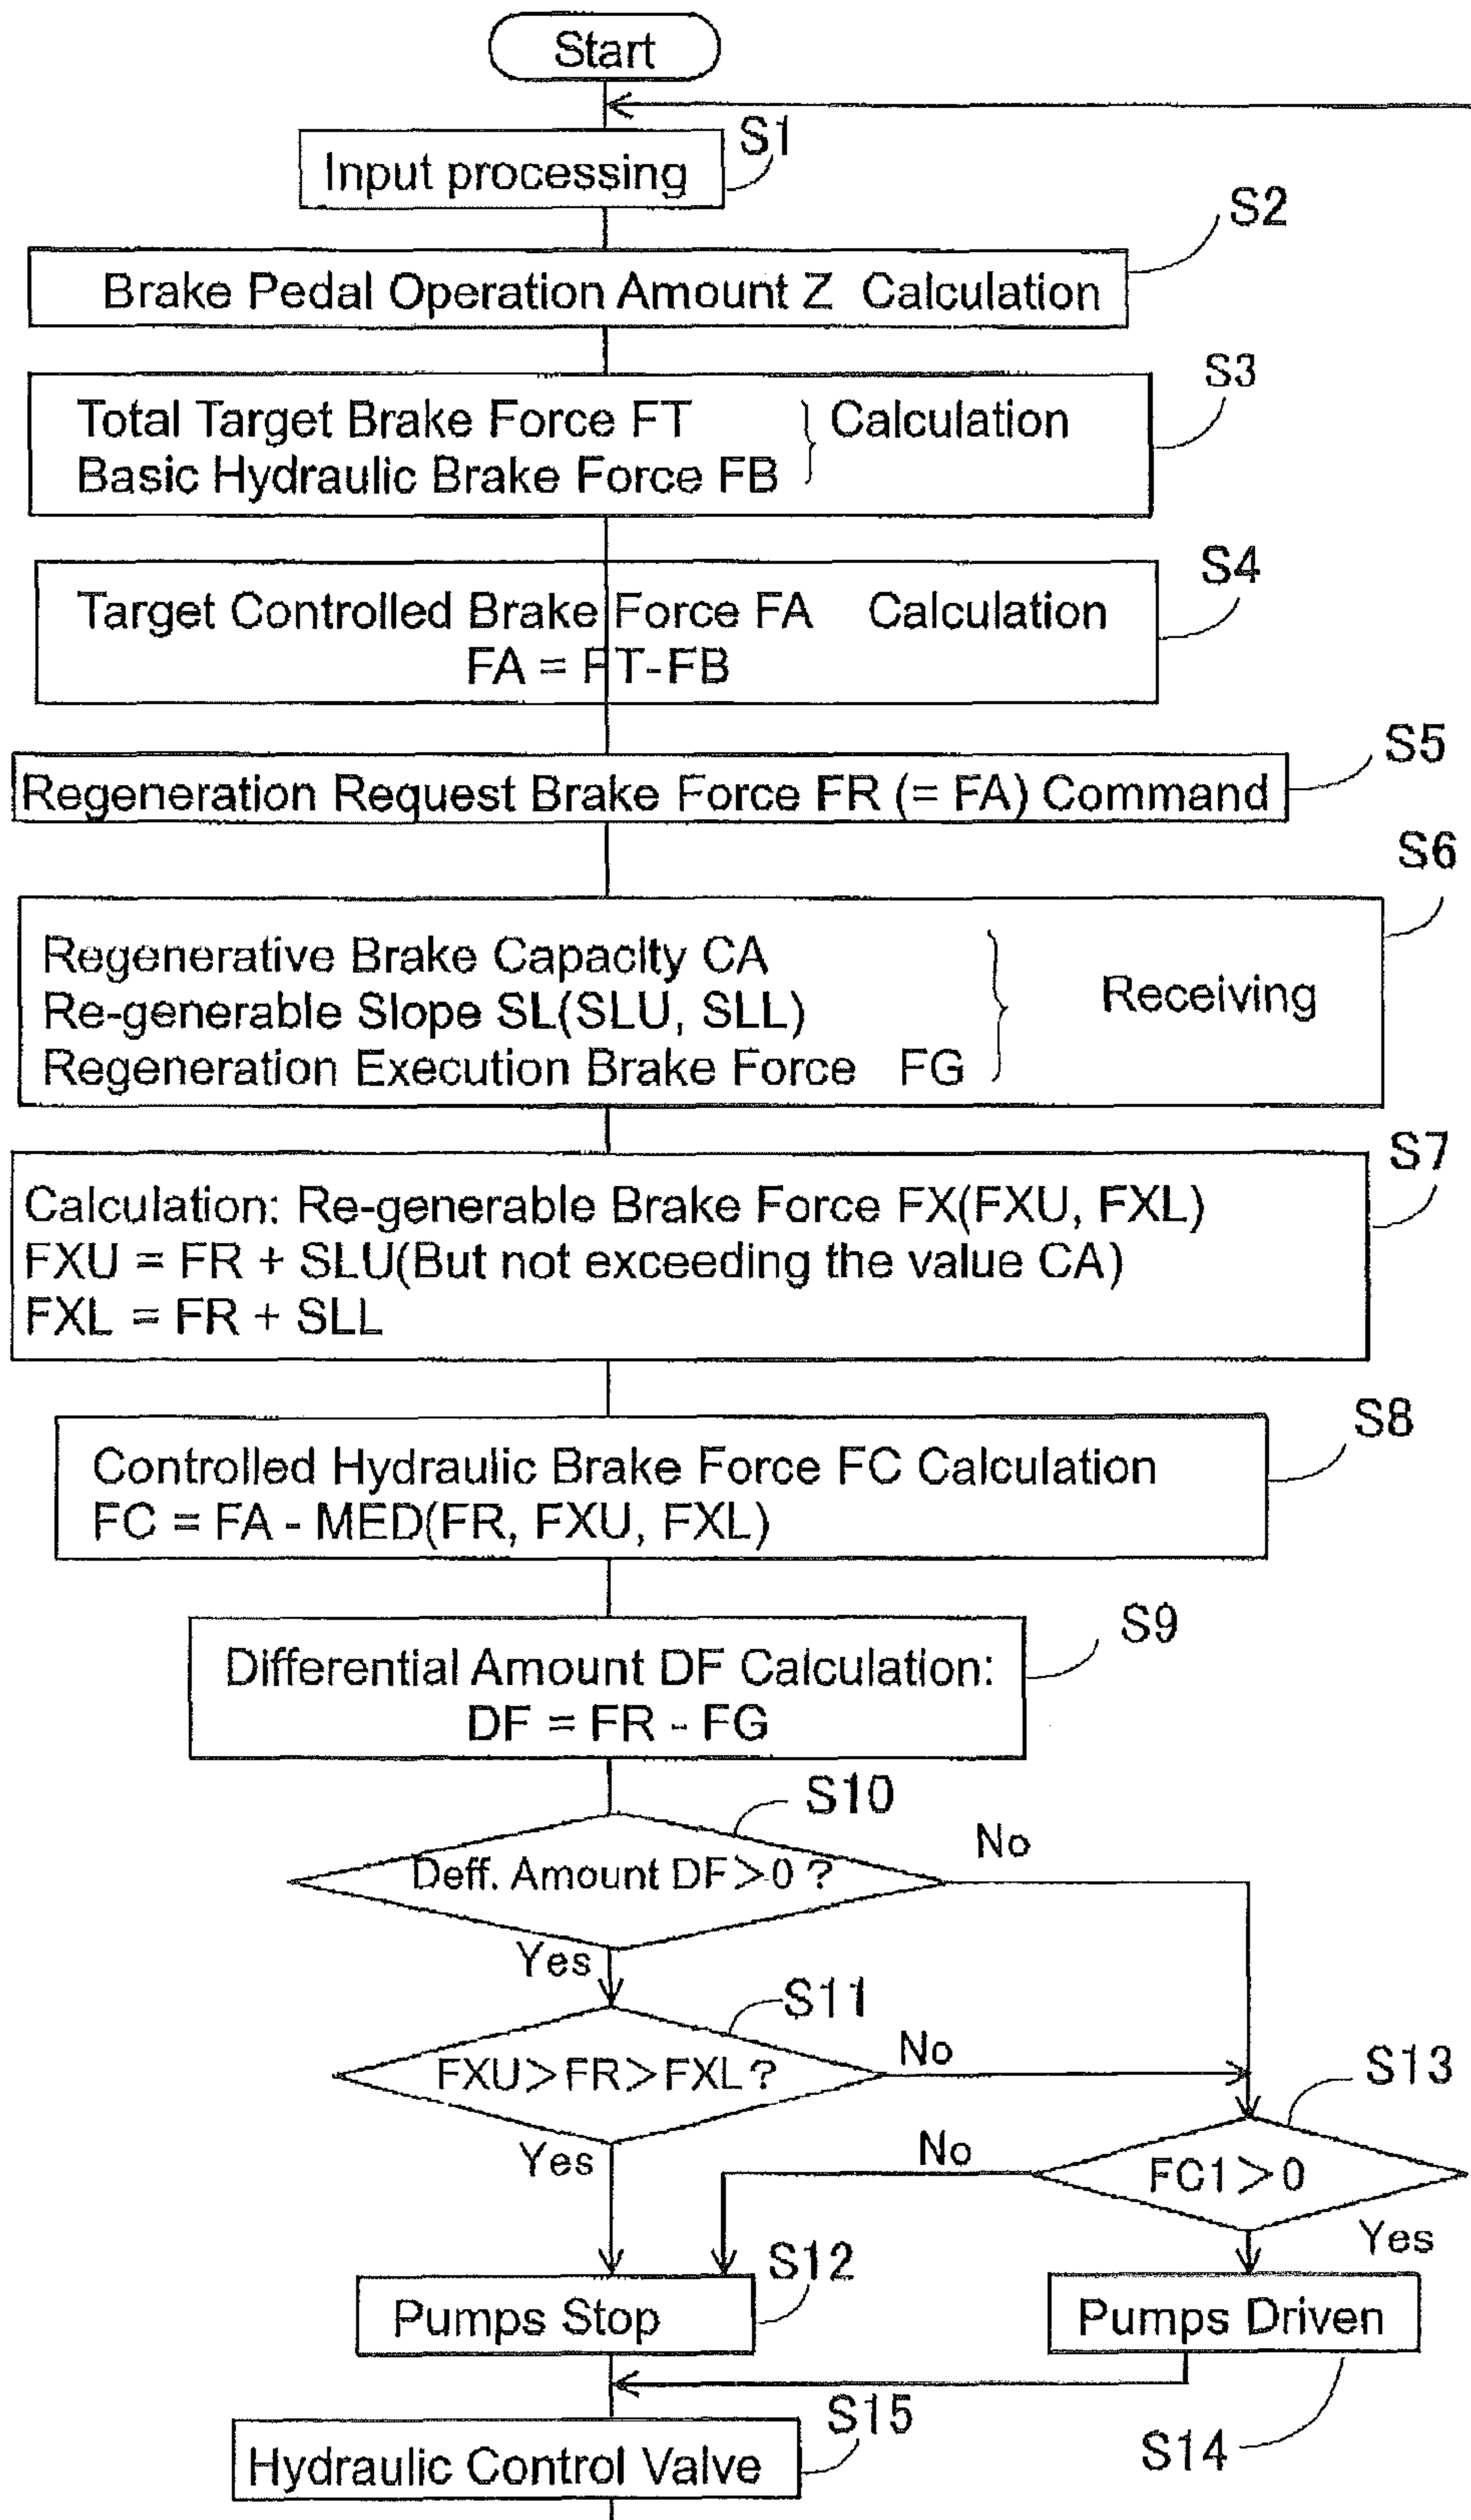 Start
S1
Input processing
S2
Brake Pedal Operation Amount Z Calculation
S3
Total Target Brake Force FT } Calculation
Basic Hydraulic Brake Force FB
S4
Target Controlled Brake Force FA Calculation
FA = FT-FB
S5
Regeneration Request Brake Force FR (= FA) Command
S6
Regenerative Brake Capacity CA
Re-generable Slope SL(SLU, SLL) } Receiving
Regeneration Execution Brake Force FG
S7
Calculation: Re-generable Brake Force FX(FXU, FXL)
FXU = FR + SLU(But not exceeding the value CA)
FXL = FR + SLL
S8
Controlled Hydraulic Brake Force FC Calculation
FC = FA - MED(FR, FXU, FXL)
S9
Differential Amount DF Calculation:
DF = FR - FG
S10
Deff. Amount DF>0 ?
No
Yes
S11
FXU>FR>FXL?
No
Yes
S13
FC1>0
No
Yes
S12
Pumps Stop
Pumps Driven
S14
S15
Hydraulic Control Valve